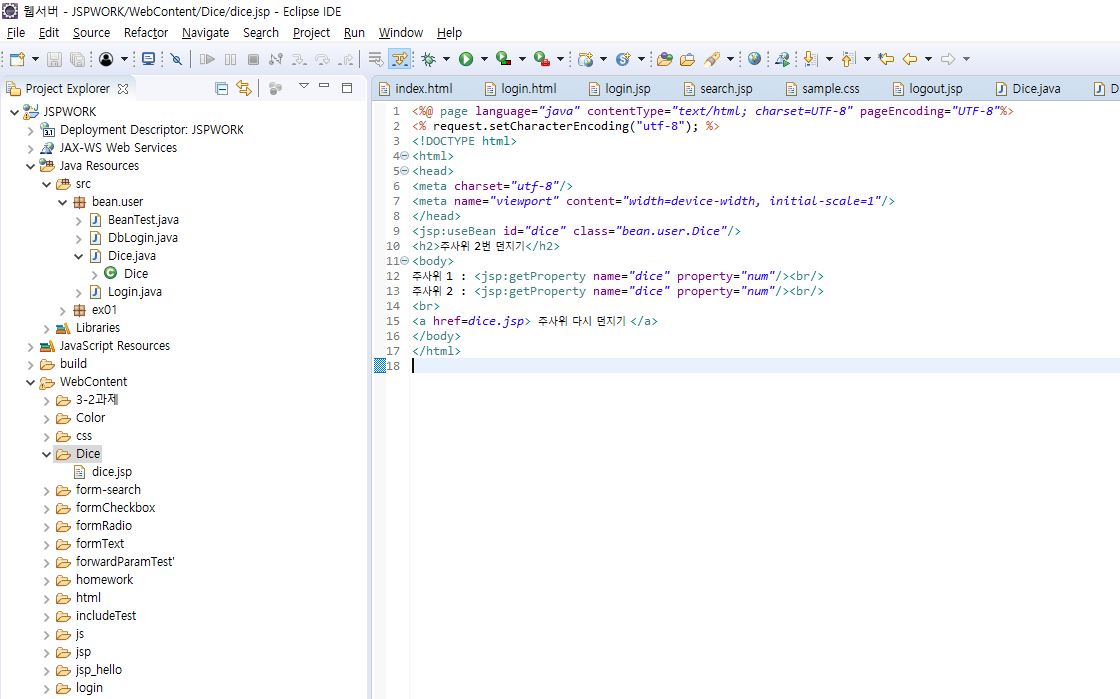 웹서버 - JSPWORK/WebContent/Dice/dice.jsp - Eclipse IDE
File Edit Source Refactor Navigate Search Project Run Window Help
Project Explorer
JSPWORK
Deployment Descriptor: JSPWORK
JAX-WS Web Services
Java Resources
src
bean.user
BeanTest.java
DbLogin.java
Dice.java
Dice
Login.java
ex01
Libraries
JavaScript Resources
build
WebContent
3-2과제
Color
css
Dice
dice.jsp
form-search
formCheckbox
formRadio
formText
forwardParamTest'
homework
html
includeTest
js
jsp
jsp_hello
login
index.html login.html login.jsp search.jsp sample.css logout.jsp Dice.java D
1 <%@ page language="java" contentType="text/html; charset=UTF-8" pageEncoding="UTF-8"%>
2 <% request.setCharacterEncoding("utf-8"); %>
3 <!DOCTYPE html>
4 <html>
5 <head>
6 <meta charset="utf-8"/>
7 <meta name="viewport" content="width=device-width, initial-scale=1"/>
8 </head>
9 <jsp:useBean id="dice" class="bean.user.Dice"/>
10 <h2>주사위 2번 던지기</h2>
11 <body>
12 주사위 1 : <jsp:getProperty name="dice" property="num"/><br/>
13 주사위 2 : <jsp:getProperty name="dice" property="num"/><br/>
14 <br>
15 <a href=dice.jsp> 주사위 다시 던지기 </a>
16 </body>
17 </html>
18